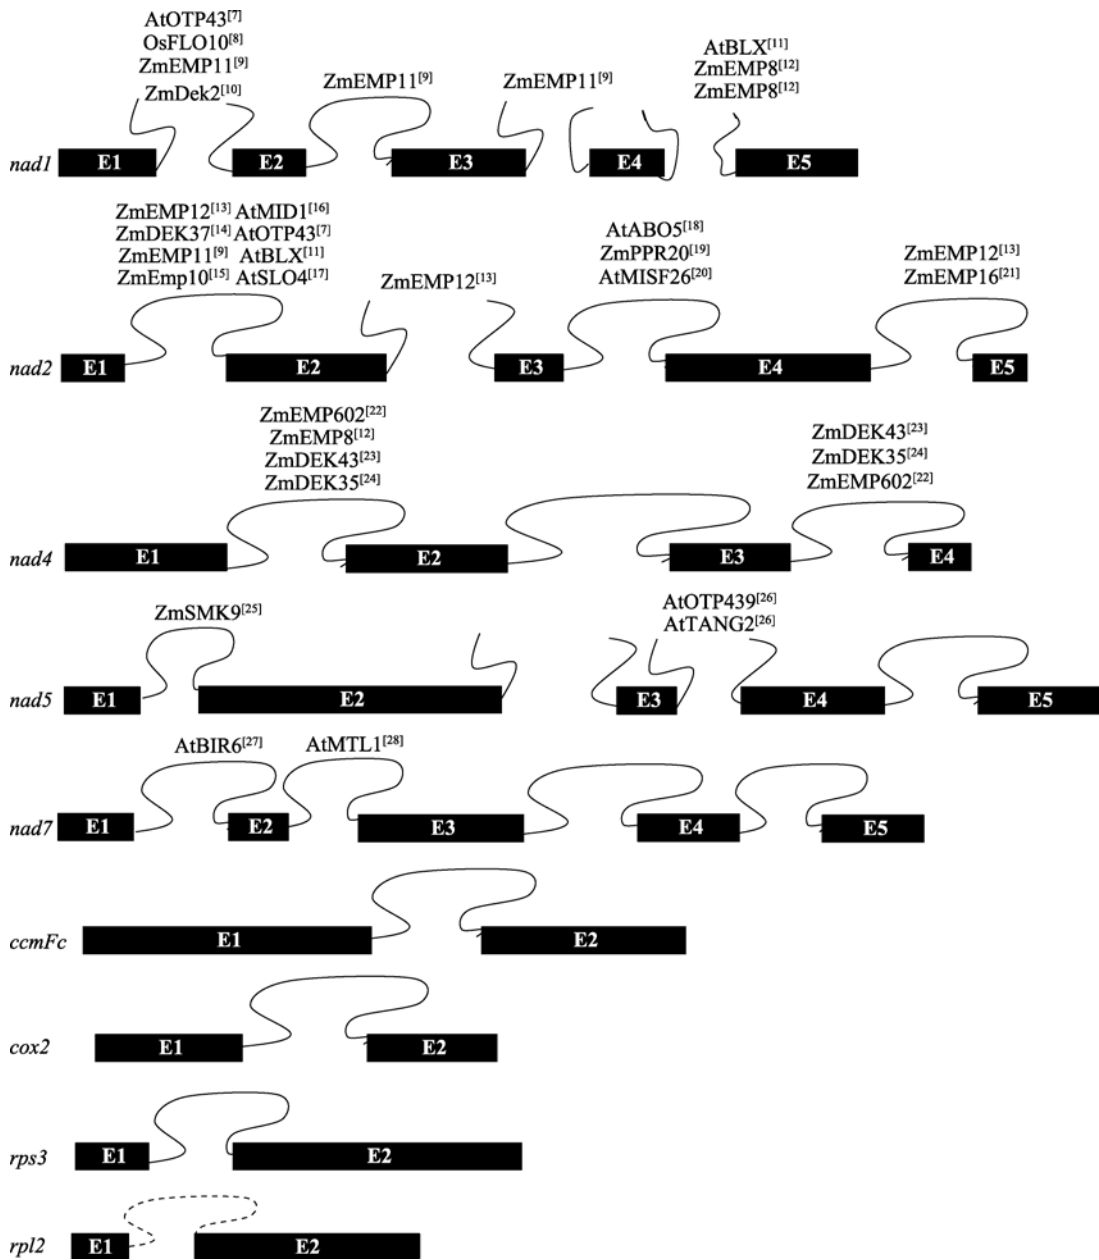 AtOTP43[7]
OsFLO10[8]
ZmEMP11[9]
ZmDek2[10]
ZmEMP11[9]
ZmEMP11[9]
AtBLX[11]
ZmEMP8[12]
ZmEMP8[12]
nad1 E1 E2 E3 E4 E5
ZmEMP12[13] AtMID1[16]
ZmDEK37[14] AtOTP43[7]
ZmEMP11[9] AtBLX[11]
ZmEmp10[15] AtSLO4[17]
ZmEMP12[13]
AtABO5[18]
ZmPPR20[19]
AtMISF26[20]
ZmEMP12[13]
ZmEMP16[21]
nad2 E1 E2 E3 E4 E5
ZmEMP602[22]
ZmEMP8[12]
ZmDEK43[23]
ZmDEK35[24]
ZmDEK43[23]
ZmDEK35[24]
ZmEMP602[22]
nad4 E1 E2 E3 E4
ZmSMK9[25]
AtOTP439[26]
AtTANG2[26]
nad5 E1 E2 E3 E4 E5
AtBIR6[27] AtMTL1[28]
nad7 E1 E2 E3 E4 E5
ccmFc E1 E2
cox2 E1 E2
rps3 E1 E2
rpl2 E1 E2